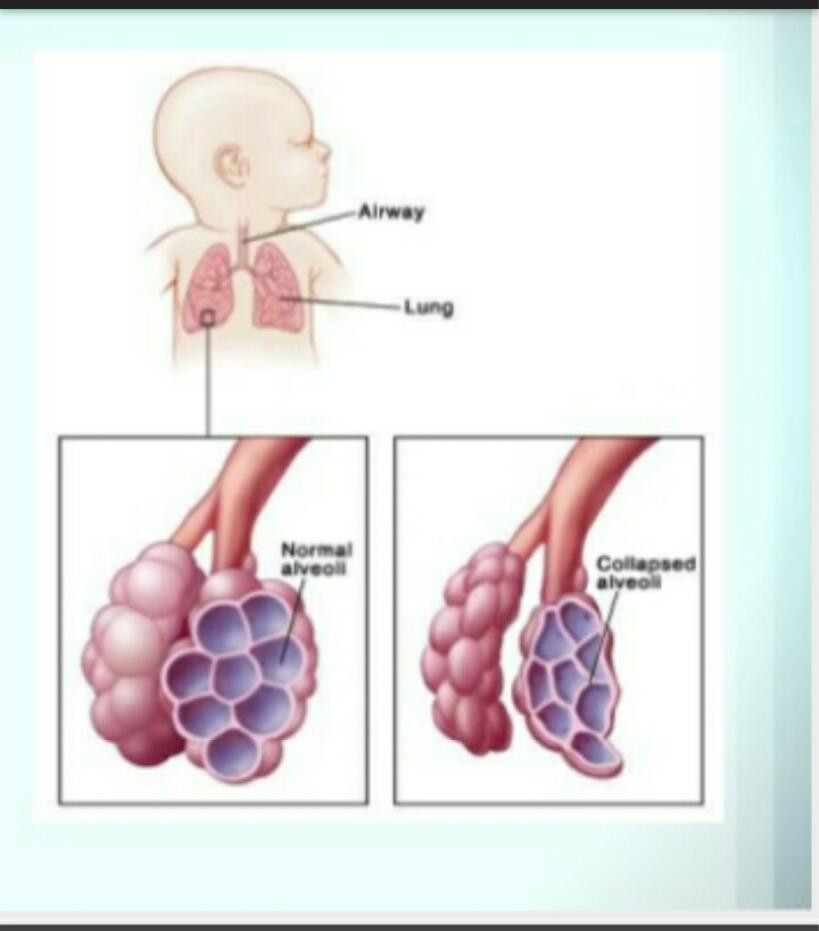 Airway
Lung
Normal
alveoli
Collapsed
alveoli